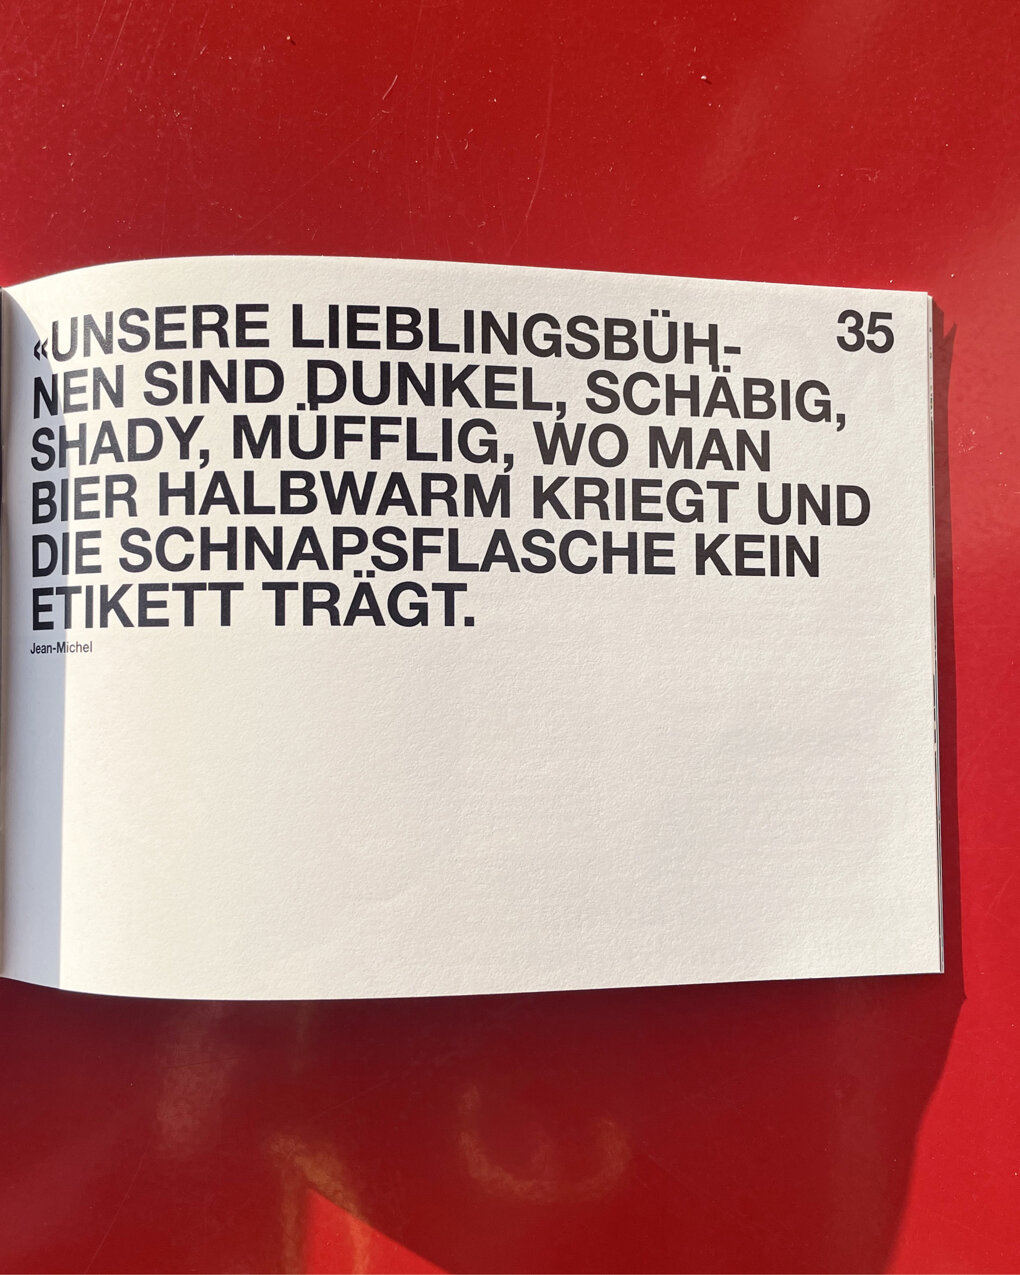 «UNSERE LIEBLINGSBÜH-
NEN SIND DUNKEL, SCHÄBIG,
SHADY, MÜFFLIG, WO MAN
BIER HALBWARM KRIEGT UND
DIE SCHNAPSFLASCHE KEIN
ETIKETT TRÄGT.
Jean-Michel
35